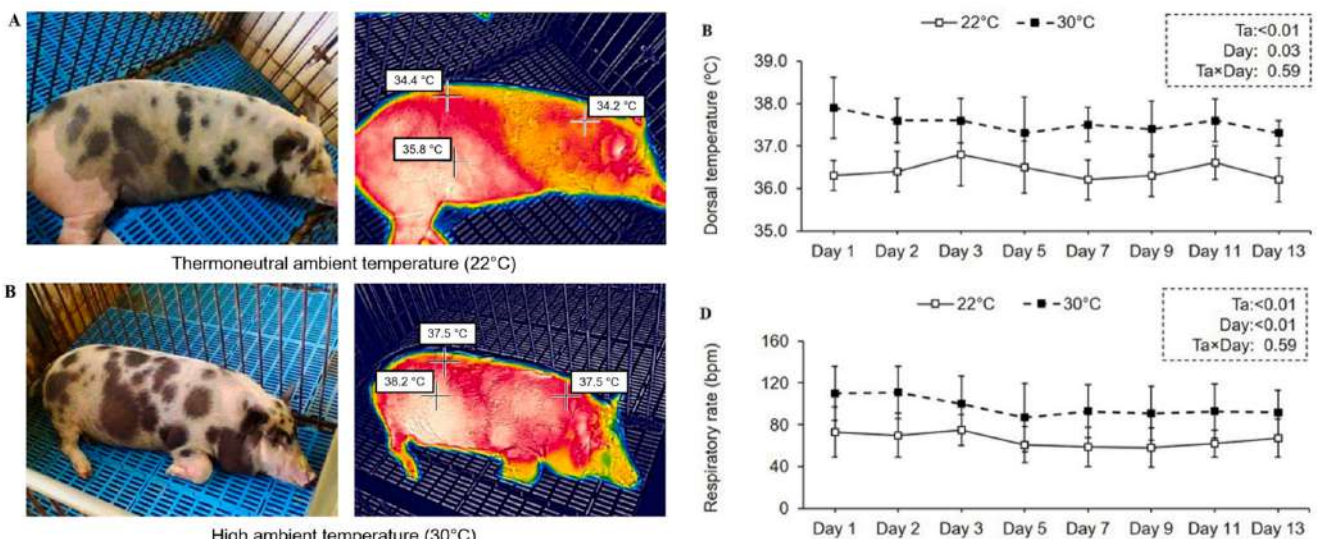 A
34.4 °C
34.2 °C
35.8 °C
Thermoneutral ambient temperature (22°C)
B
37.5 °C
38.2 °C
37.5 °C
High ambient temperature (30°C)
B
22°C 30°C
Ta:<0.01
Day: 0.03
Ta×Day: 0.59
Dorsal temperature (ºC)
39.0
38.0
37.0
36.0
35.0
Day 1 Day 2 Day 3 Day 5 Day 7 Day 9 Day 11 Day 13
D
22°C 30°C
Ta:<0.01
Day:<0.01
Ta×Day: 0.59
Respiratory rate (bpm)
160
120
80
40
0
Day 1 Day 2 Day 3 Day 5 Day 7 Day 9 Day 11 Day 13